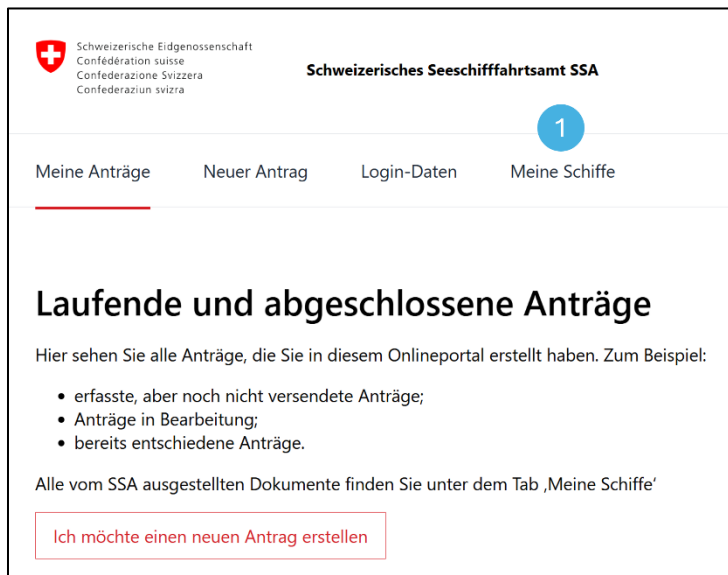 Schweizerische Eidgenossenschaft
Confédération suisse
Confederazione Svizzera
Confederaziun svizra
Schweizerisches Seeschifffahrtsamt SSA
1
Meine Anträge Neuer Antrag Login-Daten Meine Schiffe
Laufende und abgeschlossene Anträge
Hier sehen Sie alle Anträge, die Sie in diesem Onlineportal erstellt haben. Zum Beispiel:
• erfasste, aber noch nicht versendete Anträge;
• Anträge in Bearbeitung;
• bereits entschiedene Anträge.
Alle vom SSA ausgestellten Dokumente finden Sie unter dem Tab ‚Meine Schiffe‘
Ich möchte einen neuen Antrag erstellen